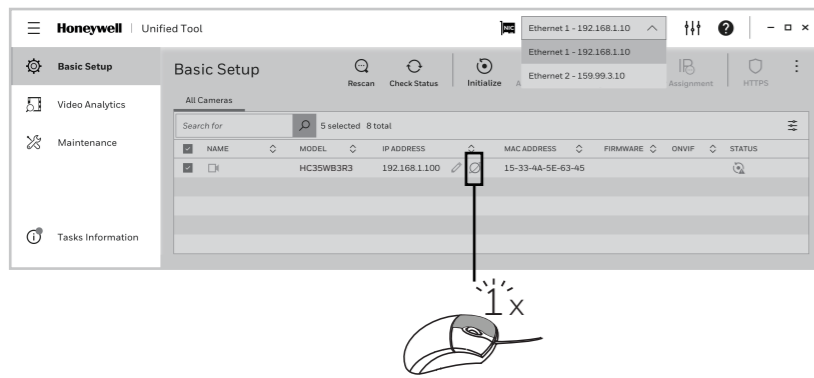 Honeywell | Unified Tool
NIC
Ethernet 1 - 192.168.1.10
Ethernet 1 - 192.168.1.10
Ethernet 2 - 159.99.3.10
Basic Setup
Video Analytics
Maintenance
Tasks Information
Basic Setup
Rescan
Check Status
Initialize
Assignment
HTTPS
All Cameras
Search for
5 selected 8 total
NAME MODEL IP ADDRESS MAC ADDRESS FIRMWARE ONVIF STATUS
HC35WB3R3 192.168.1.100 15-33-4A-5E-63-45
1x